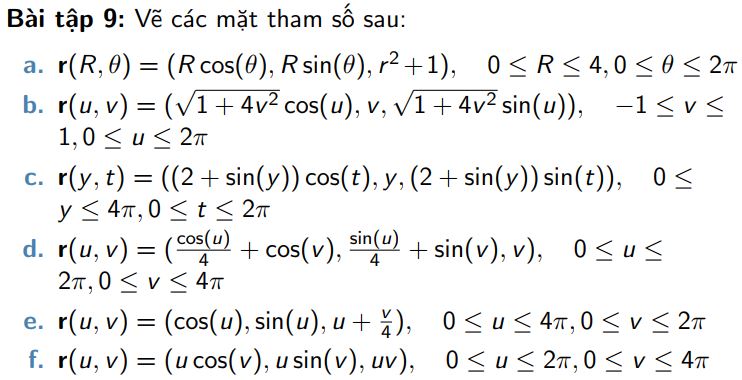 Bài tập 9: Vẽ các mặt tham số sau:
a. r(R, θ) = (R cos(θ), R sin(θ), r² + 1), 0 ≤ R ≤ 4, 0 ≤ θ ≤ 2π
b. r(u, v) = (√(1 + 4v²) cos(u), v, √(1 + 4v²) sin(u)), −1 ≤ v ≤
1, 0 ≤ u ≤ 2π
c. r(y, t) = ((2 + sin(y)) cos(t), y, (2 + sin(y)) sin(t)), 0 ≤
y ≤ 4π, 0 ≤ t ≤ 2π
d. r(u, v) = (cos(u)/4 + cos(v), sin(u)/4 + sin(v), v), 0 ≤ u ≤
2π, 0 ≤ v ≤ 4π
e. r(u, v) = (cos(u), sin(u), u + v/4), 0 ≤ u ≤ 4π, 0 ≤ v ≤ 2π
f. r(u, v) = (u cos(v), u sin(v), uv), 0 ≤ u ≤ 2π, 0 ≤ v ≤ 4π